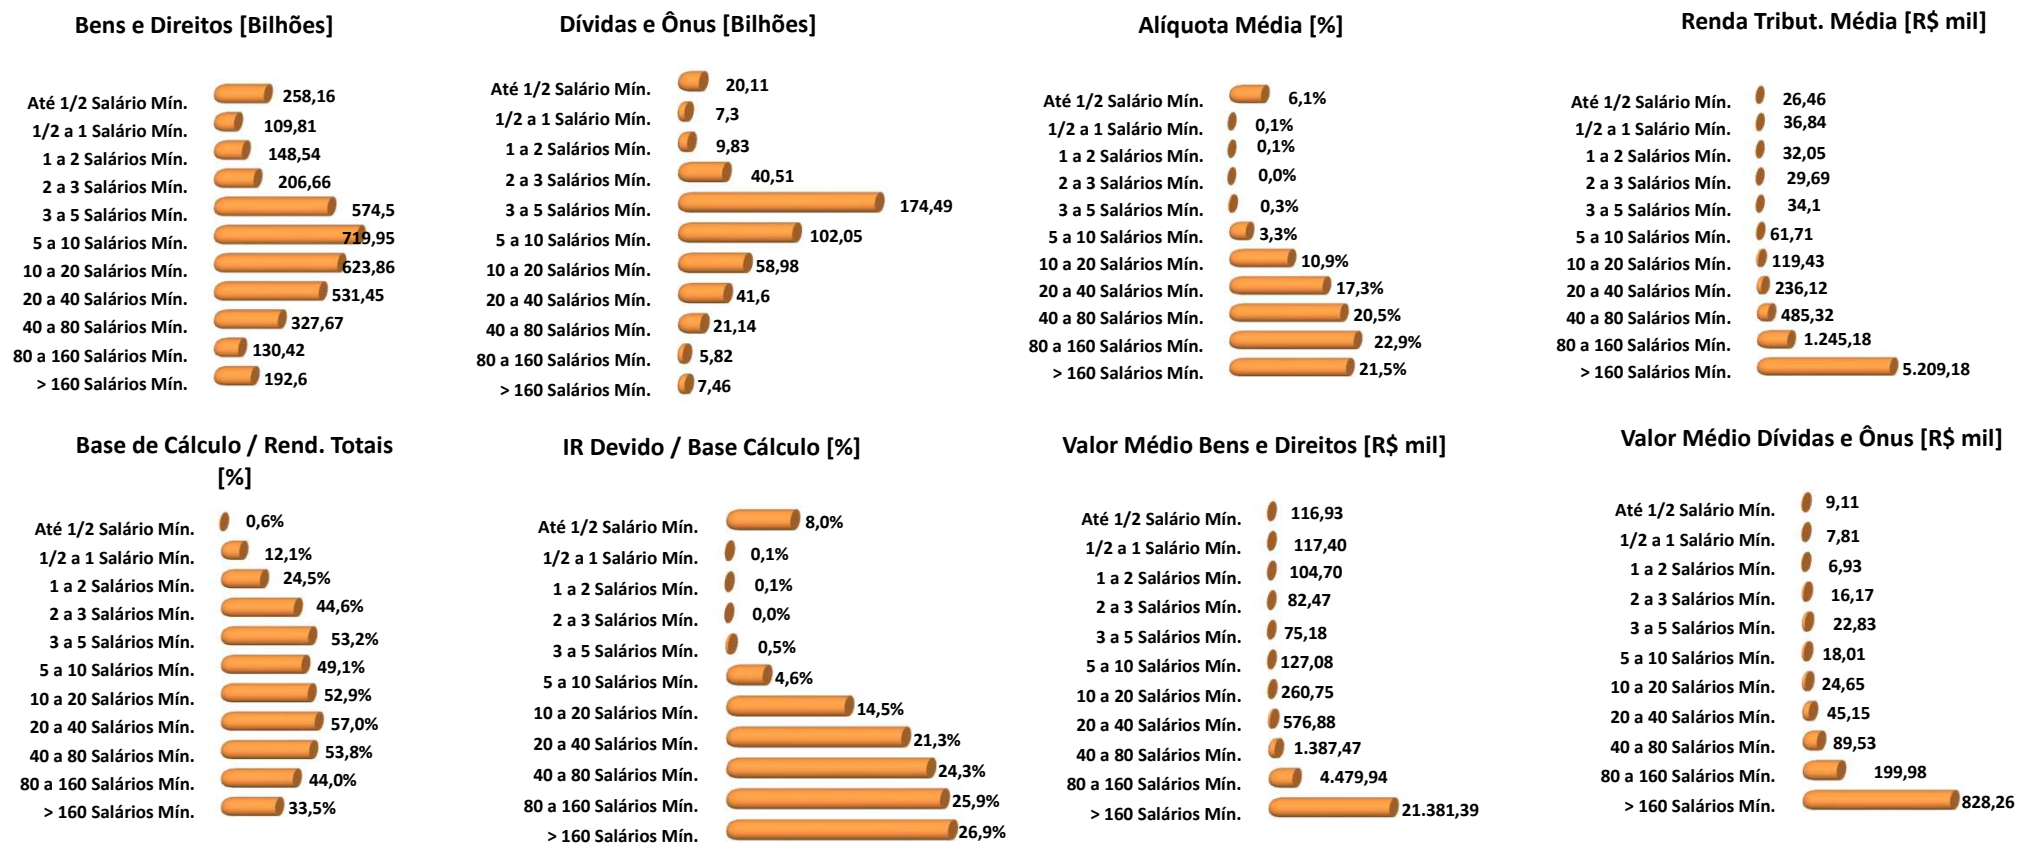 Bens e Direitos [Bilhões]
Até 1/2 Salário Mín. 258,16
1/2 a 1 Salário Mín. 109,81
1 a 2 Salários Mín. 148,54
2 a 3 Salários Mín. 206,66
3 a 5 Salários Mín. 574,5
5 a 10 Salários Mín. 719,95
10 a 20 Salários Mín. 623,86
20 a 40 Salários Mín. 531,45
40 a 80 Salários Mín. 327,67
80 a 160 Salários Mín. 130,42
> 160 Salários Mín. 192,6
Dívidas e Ônus [Bilhões]
Até 1/2 Salário Mín. 20,11
1/2 a 1 Salário Mín. 7,3
1 a 2 Salários Mín. 9,83
2 a 3 Salários Mín. 40,51
3 a 5 Salários Mín. 174,49
5 a 10 Salários Mín. 102,05
10 a 20 Salários Mín. 58,98
20 a 40 Salários Mín. 41,6
40 a 80 Salários Mín. 21,14
80 a 160 Salários Mín. 5,82
> 160 Salários Mín. 7,46
Alíquota Média [%]
Até 1/2 Salário Mín. 6,1%
1/2 a 1 Salário Mín. 0,1%
1 a 2 Salários Mín. 0,1%
2 a 3 Salários Mín. 0,0%
3 a 5 Salários Mín. 0,3%
5 a 10 Salários Mín. 3,3%
10 a 20 Salários Mín. 10,9%
20 a 40 Salários Mín. 17,3%
40 a 80 Salários Mín. 20,5%
80 a 160 Salários Mín. 22,9%
> 160 Salários Mín. 21,5%
Renda Tribut. Média [R$ mil]
Até 1/2 Salário Mín. 26,46
1/2 a 1 Salário Mín. 36,84
1 a 2 Salários Mín. 32,05
2 a 3 Salários Mín. 29,69
3 a 5 Salários Mín. 34,1
5 a 10 Salários Mín. 61,71
10 a 20 Salários Mín. 119,43
20 a 40 Salários Mín. 236,12
40 a 80 Salários Mín. 485,32
80 a 160 Salários Mín. 1.245,18
> 160 Salários Mín. 5.209,18
Base de Cálculo / Rend. Totais
[%]
Até 1/2 Salário Mín. 0,6%
1/2 a 1 Salário Mín. 12,1%
1 a 2 Salários Mín. 24,5%
2 a 3 Salários Mín. 44,6%
3 a 5 Salários Mín. 53,2%
5 a 10 Salários Mín. 49,1%
10 a 20 Salários Mín. 52,9%
20 a 40 Salários Mín. 57,0%
40 a 80 Salários Mín. 53,8%
80 a 160 Salários Mín. 44,0%
> 160 Salários Mín. 33,5%
IR Devido / Base Cálculo [%]
Até 1/2 Salário Mín. 8,0%
1/2 a 1 Salário Mín. 0,1%
1 a 2 Salários Mín. 0,1%
2 a 3 Salários Mín. 0,0%
3 a 5 Salários Mín. 0,5%
5 a 10 Salários Mín. 4,6%
10 a 20 Salários Mín. 14,5%
20 a 40 Salários Mín. 21,3%
40 a 80 Salários Mín. 24,3%
80 a 160 Salários Mín. 25,9%
> 160 Salários Mín. 26,9%
Valor Médio Bens e Direitos [R$ mil]
Até 1/2 Salário Mín. 116,93
1/2 a 1 Salário Mín. 117,40
1 a 2 Salários Mín. 104,70
2 a 3 Salários Mín. 82,47
3 a 5 Salários Mín. 75,18
5 a 10 Salários Mín. 127,08
10 a 20 Salários Mín. 260,75
20 a 40 Salários Mín. 576,88
40 a 80 Salários Mín. 1.387,47
80 a 160 Salários Mín. 4.479,94
> 160 Salários Mín. 21.381,39
Valor Médio Dívidas e Ônus [R$ mil]
Até 1/2 Salário Mín. 9,11
1/2 a 1 Salário Mín. 7,81
1 a 2 Salários Mín. 6,93
2 a 3 Salários Mín. 16,17
3 a 5 Salários Mín. 22,83
5 a 10 Salários Mín. 18,01
10 a 20 Salários Mín. 24,65
20 a 40 Salários Mín. 45,15
40 a 80 Salários Mín. 89,53
80 a 160 Salários Mín. 199,98
> 160 Salários Mín. 828,26